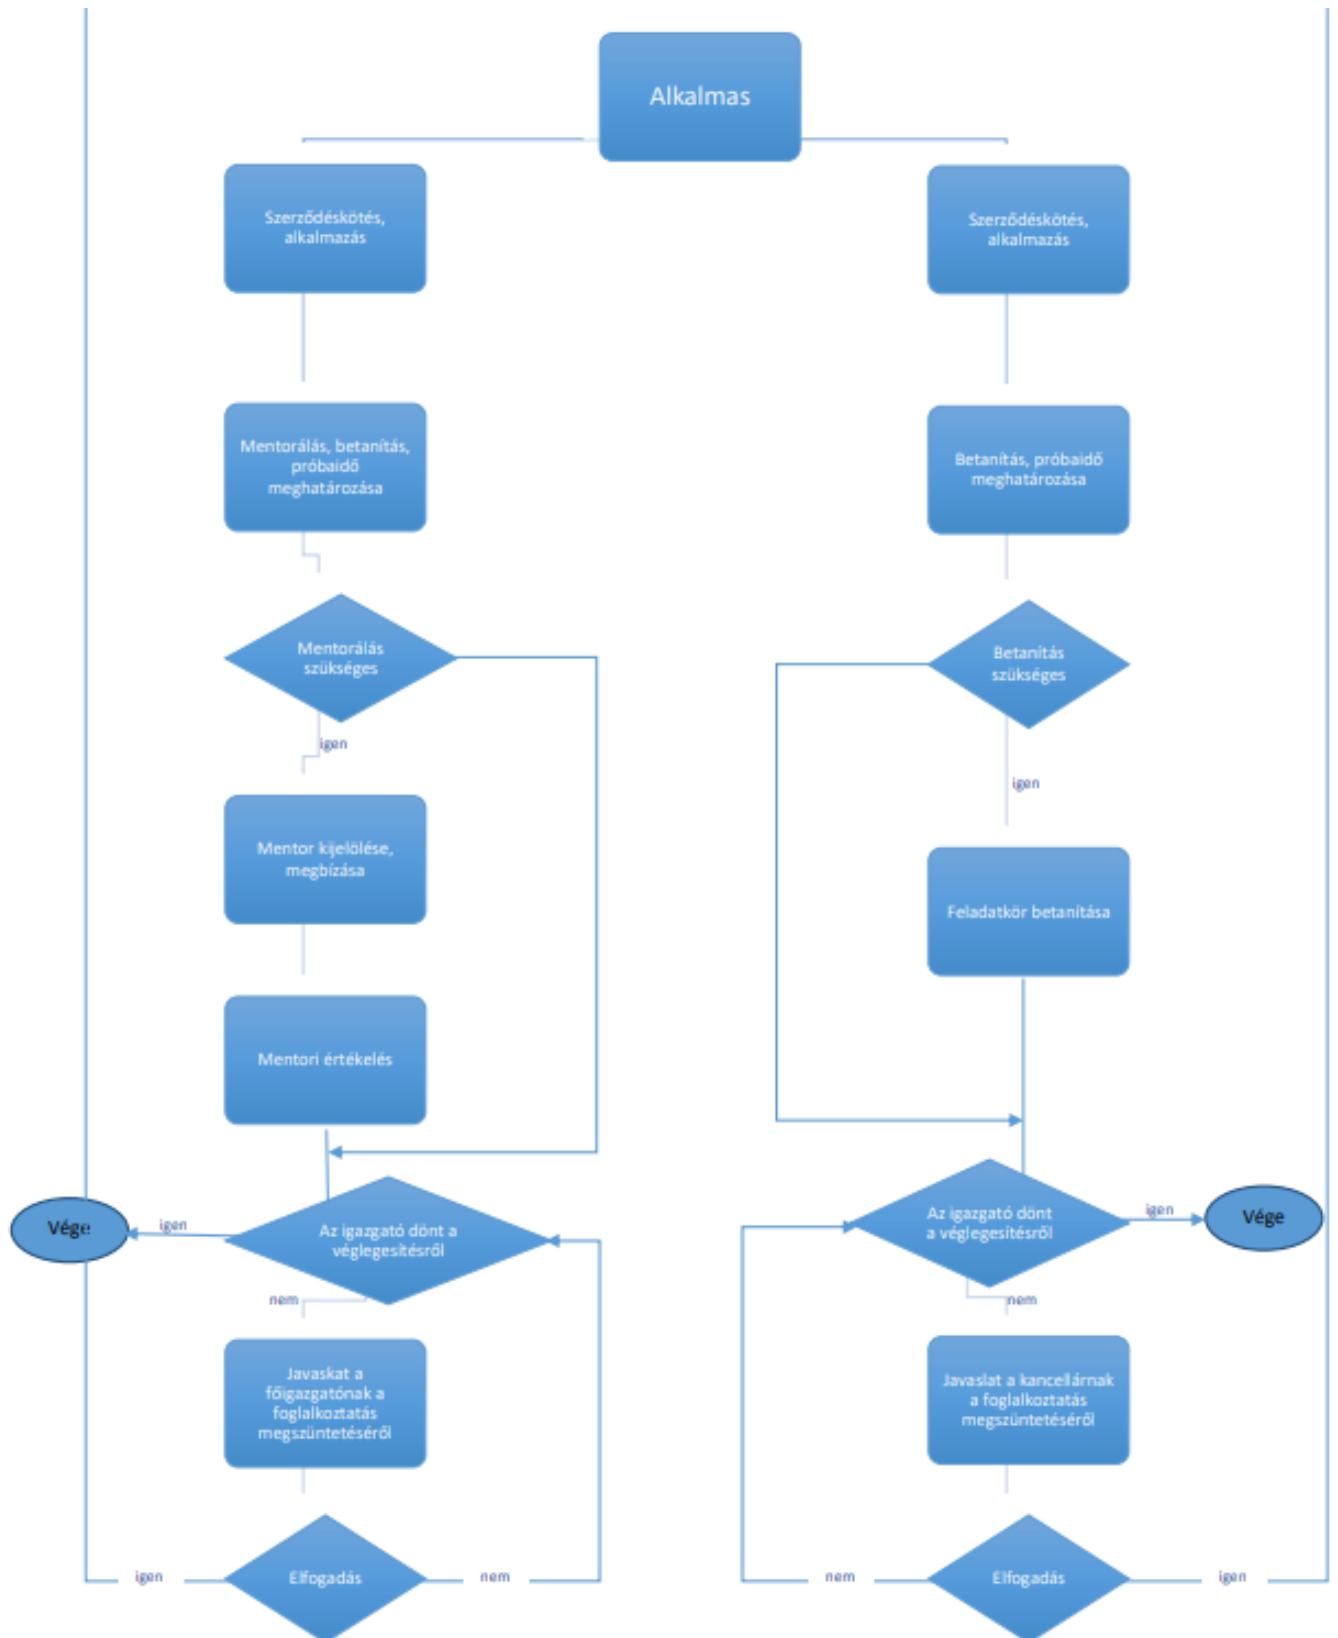 Alkalmas
Szerződéskötés,
alkalmazás
Mentorálás, betanítás,
próbaidő
meghatározása
Mentorálás
szükséges
igen
Mentor kijelölése,
megbízása
Mentori értékelés
Vége
igen
Az igazgató dönt a
véglegesítésről
nem
Javaskat a
főigazgatónak a
foglalkoztatás
megszüntetéséről
igen
Elfogadás
nem
Szerződéskötés,
alkalmazás
Betanítás, próbaidő
meghatározása
Betanítás
szükséges
igen
Feladatkör betanítása
Az igazgató dönt
a véglegesítésről
igen
Vége
nem
Javaslat a kancellárnak
a foglalkoztatás
megszüntetéséről
nem
Elfogadás
igen